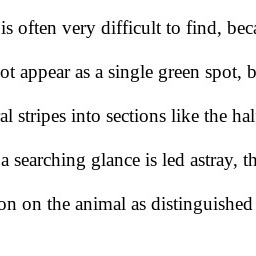 is often very difficult to find, beca
ot appear as a single green spot, b
al stripes into sections like the hal
a searching glance is led astray, th
on on the animal as distinguished